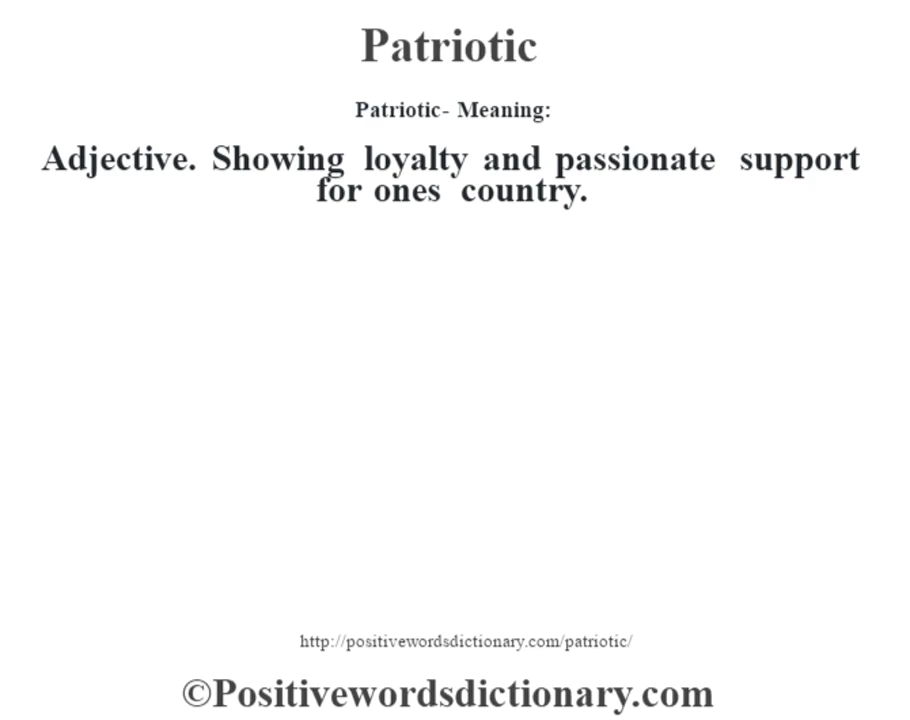 Patriotic
Patriotic- Meaning:
Adjective. Showing loyalty and passionate support
for ones country.
http://positivewordsdictionary.com/patriotic/
©Positivewordsdictionary.com